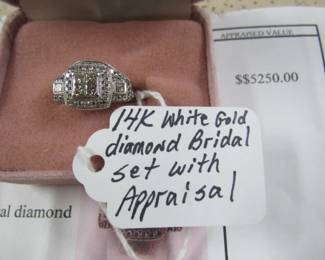 APPRAISED VALUE
$$5250.00
14K White Gold
diamond Bridal
set with
Appraisal
al diamond